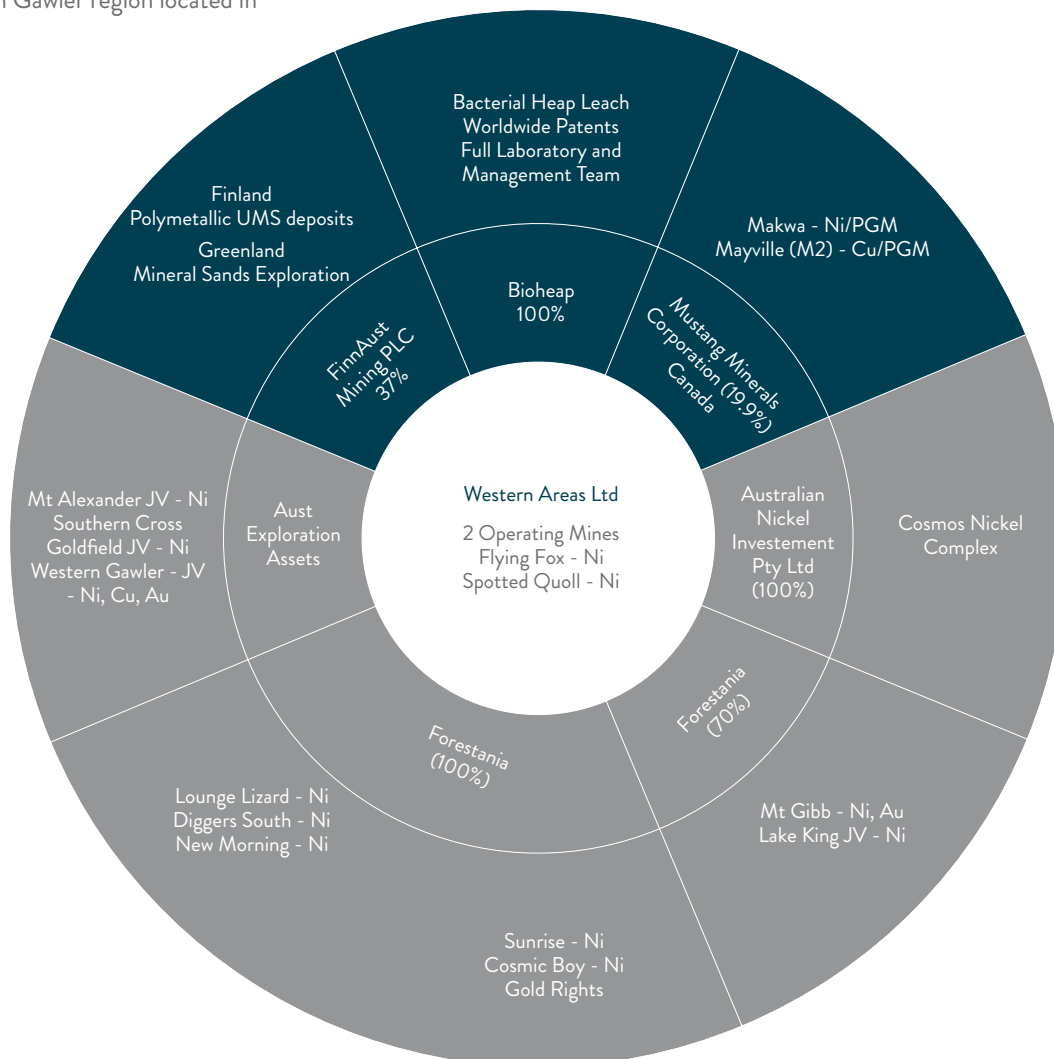 Gawler region located in
Bacterial Heap Leach
Worldwide Patents
Full Laboratory and
Management Team
Finland
Polymetallic UMS deposits
Greenland
Mineral Sands Exploration
Makwa - Ni/PGM
Mayville (M2) - Cu/PGM
Bioheap
100%
FinnAust
Mining PLC
37%
Mustang Minerals
Corporation (19.9%)
Canada
Western Areas Ltd
2 Operating Mines
Flying Fox - Ni
Spotted Quoll - Ni
Mt Alexander JV - Ni
Southern Cross
Goldfield JV - Ni
Western Gawler - JV
- Ni, Cu, Au
Aust
Exploration
Assets
Australian
Nickel
Investement
Pty Ltd
(100%)
Cosmos Nickel
Complex
Forestania
(70%)
Forestania
(100%)
Lounge Lizard - Ni
Diggers South - Ni
New Morning - Ni
Mt Gibb - Ni, Au
Lake King JV - Ni
Sunrise - Ni
Cosmic Boy - Ni
Gold Rights